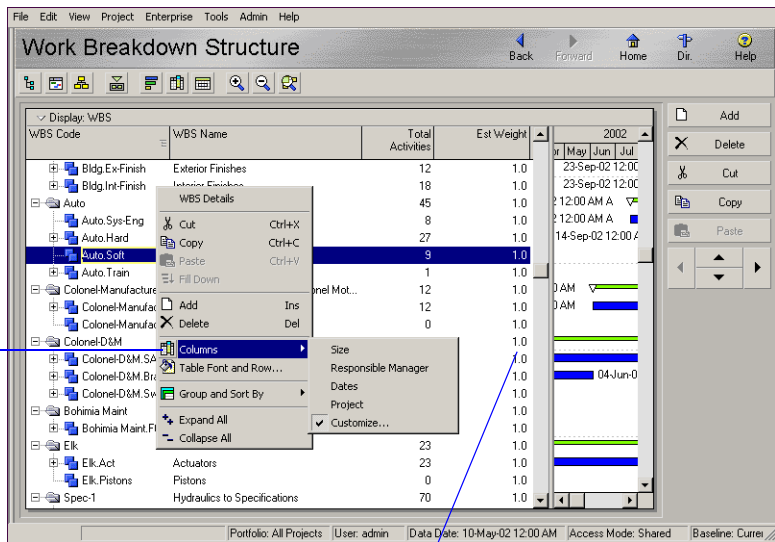 File Edit View Project Enterprise Tools Admin Help
Work Breakdown Structure
Back Forward Home Dir. Help
Display: WBS
WBS Code WBS Name Total Activities Est Weight 2002
May Jun Jul
Bldg.Ex-Finish Exterior Finishes 12 1.0 23-Sep-02 12:00
Bldg.Int-Finish Interior Finishes 18 1.0 23-Sep-02 12:00
Auto 45 1.0 12:00 AM A
Auto.Sys-Eng 8 1.0 12:00 AM A
Auto.Hard 27 1.0 14-Sep-02 12:00 A
Auto.Soft 9 1.0
Auto.Train 1 1.0
Colonel-Manufacture onel Mot... 12 1.0 AM
Colonel-Manufac 12 1.0 AM
Colonel-Manufac 0 1.0
Colonel-D&M 1.0
Colonel-D&M.SA 1.0
Colonel-D&M.Bra 1.0 04-Jun-0
Colonel-D&M.Sw 1.0
Bohimia Maint 1.0
Bohimia Maint.F 1.0
Elk 23 1.0
Elk.Act Actuators 23 1.0
Elk.Pistons Pistons 0 1.0
Spec-1 Hydraulics to Specifications 70 1.0
WBS Details
Cut Ctrl+X
Copy Ctrl+C
Paste Ctrl+V
Fill Down
Add Ins
Delete Del
Columns
Table Font and Row...
Group and Sort By
Expand All
Collapse All
Size
Responsible Manager
Dates
Project
Customize...
Add
Delete
Cut
Copy
Paste
Portfolio: All Projects User: admin Data Date: 10-May-02 12:00 AM Access Mode: Shared Baseline: Currer